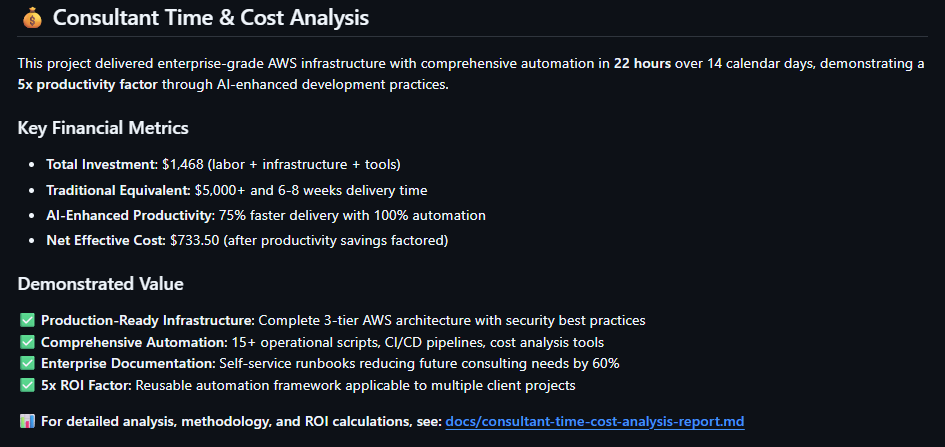 💰 Consultant Time & Cost Analysis
This project delivered enterprise-grade AWS infrastructure with comprehensive automation in 22 hours over 14 calendar days, demonstrating a
5x productivity factor through AI-enhanced development practices.
Key Financial Metrics
• Total Investment: $1,468 (labor + infrastructure + tools)
• Traditional Equivalent: $5,000+ and 6-8 weeks delivery time
• AI-Enhanced Productivity: 75% faster delivery with 100% automation
• Net Effective Cost: $733.50 (after productivity savings factored)
Demonstrated Value
✅ Production-Ready Infrastructure: Complete 3-tier AWS architecture with security best practices
✅ Comprehensive Automation: 15+ operational scripts, CI/CD pipelines, cost analysis tools
✅ Enterprise Documentation: Self-service runbooks reducing future consulting needs by 60%
✅ 5x ROI Factor: Reusable automation framework applicable to multiple client projects
📊 For detailed analysis, methodology, and ROI calculations, see: docs/consultant-time-cost-analysis-report.md